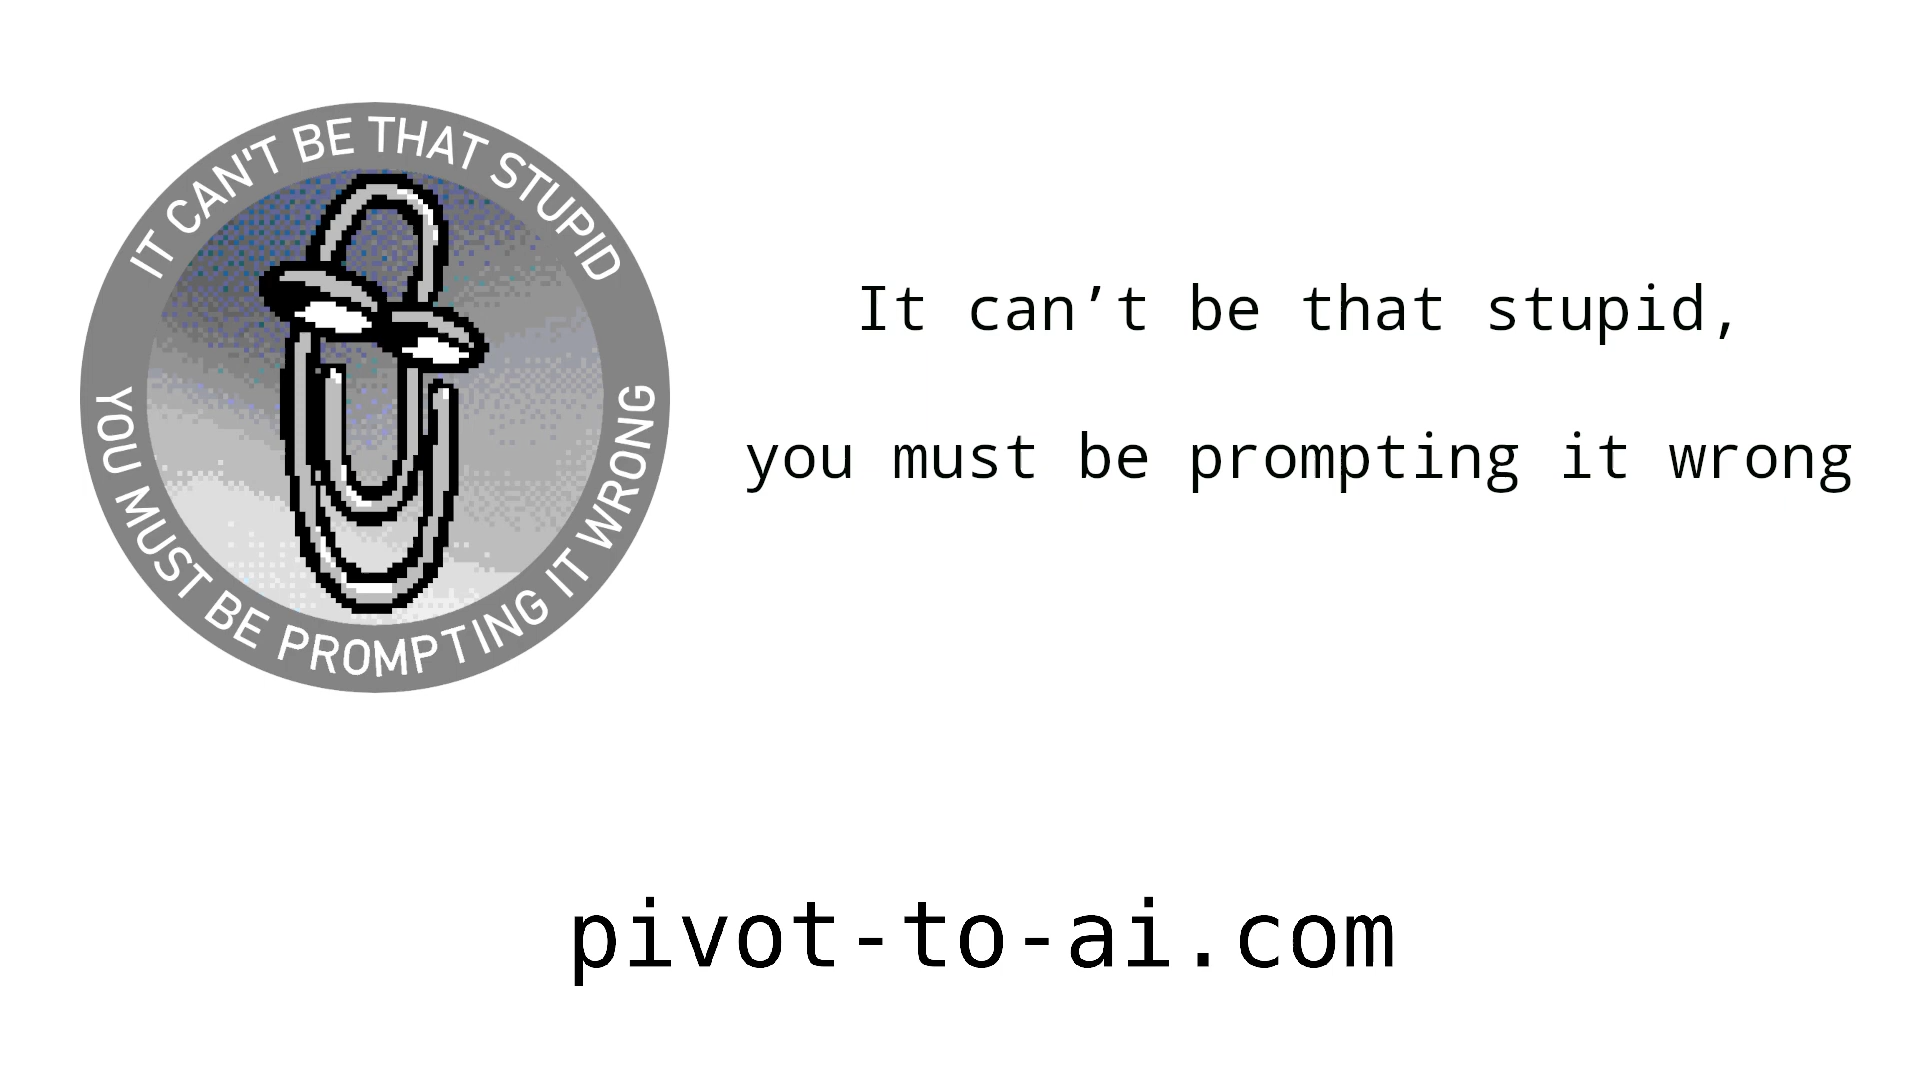 IT CAN'T BE THAT STUPID
YOU MUST BE PROMPTING IT WRONG
It can’t be that stupid,
you must be prompting it wrong
pivot-to-ai.com